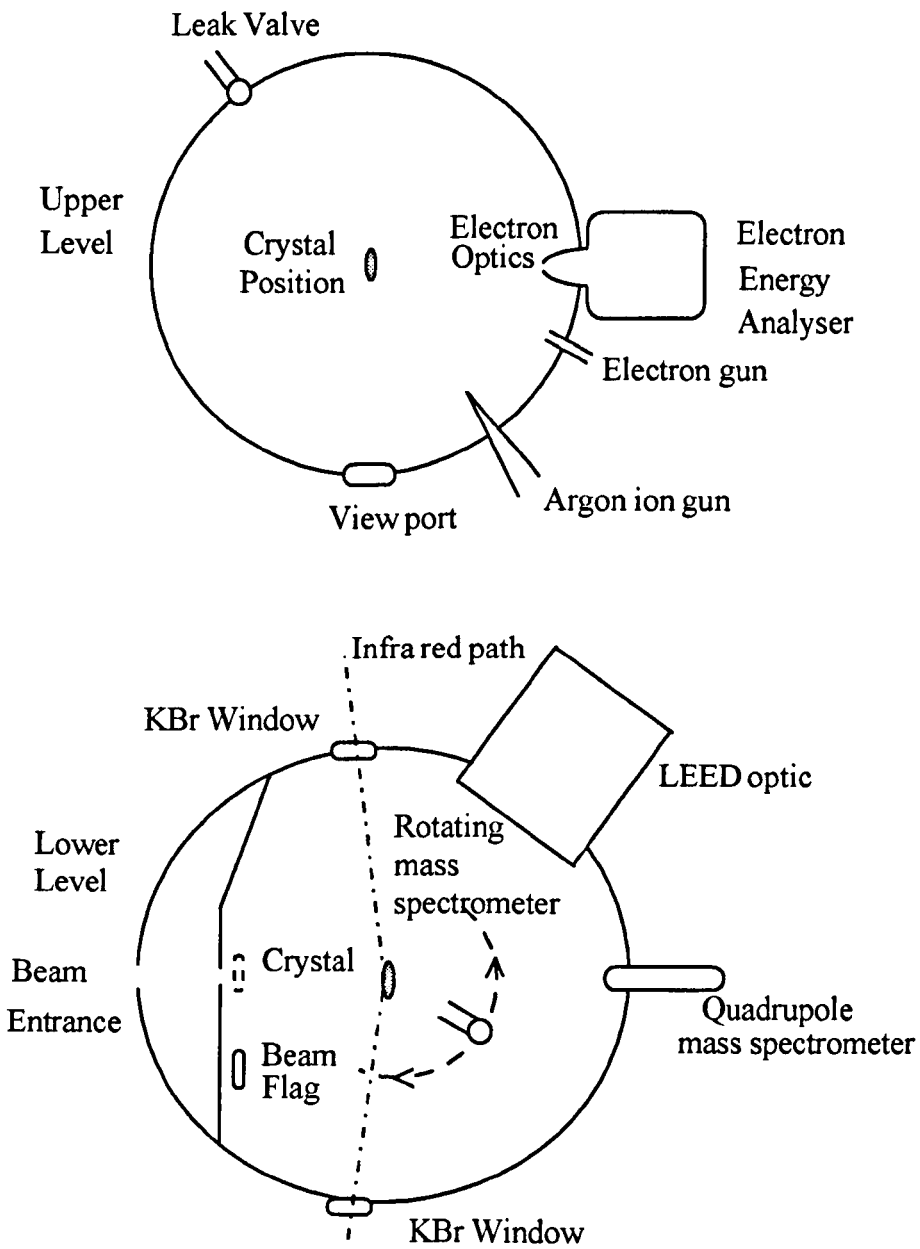 Leak Valve
Upper
Level
Crystal
Position
Electron
Optics
Electron
Energy
Analyser
Electron gun
Argon ion gun
View port
Infra red path
KBr Window
LEED optic
Rotating
mass
spectrometer
Lower
Level
Crystal
Beam
Entrance
Beam
Flag
Quadrupole
mass spectrometer
KBr Window